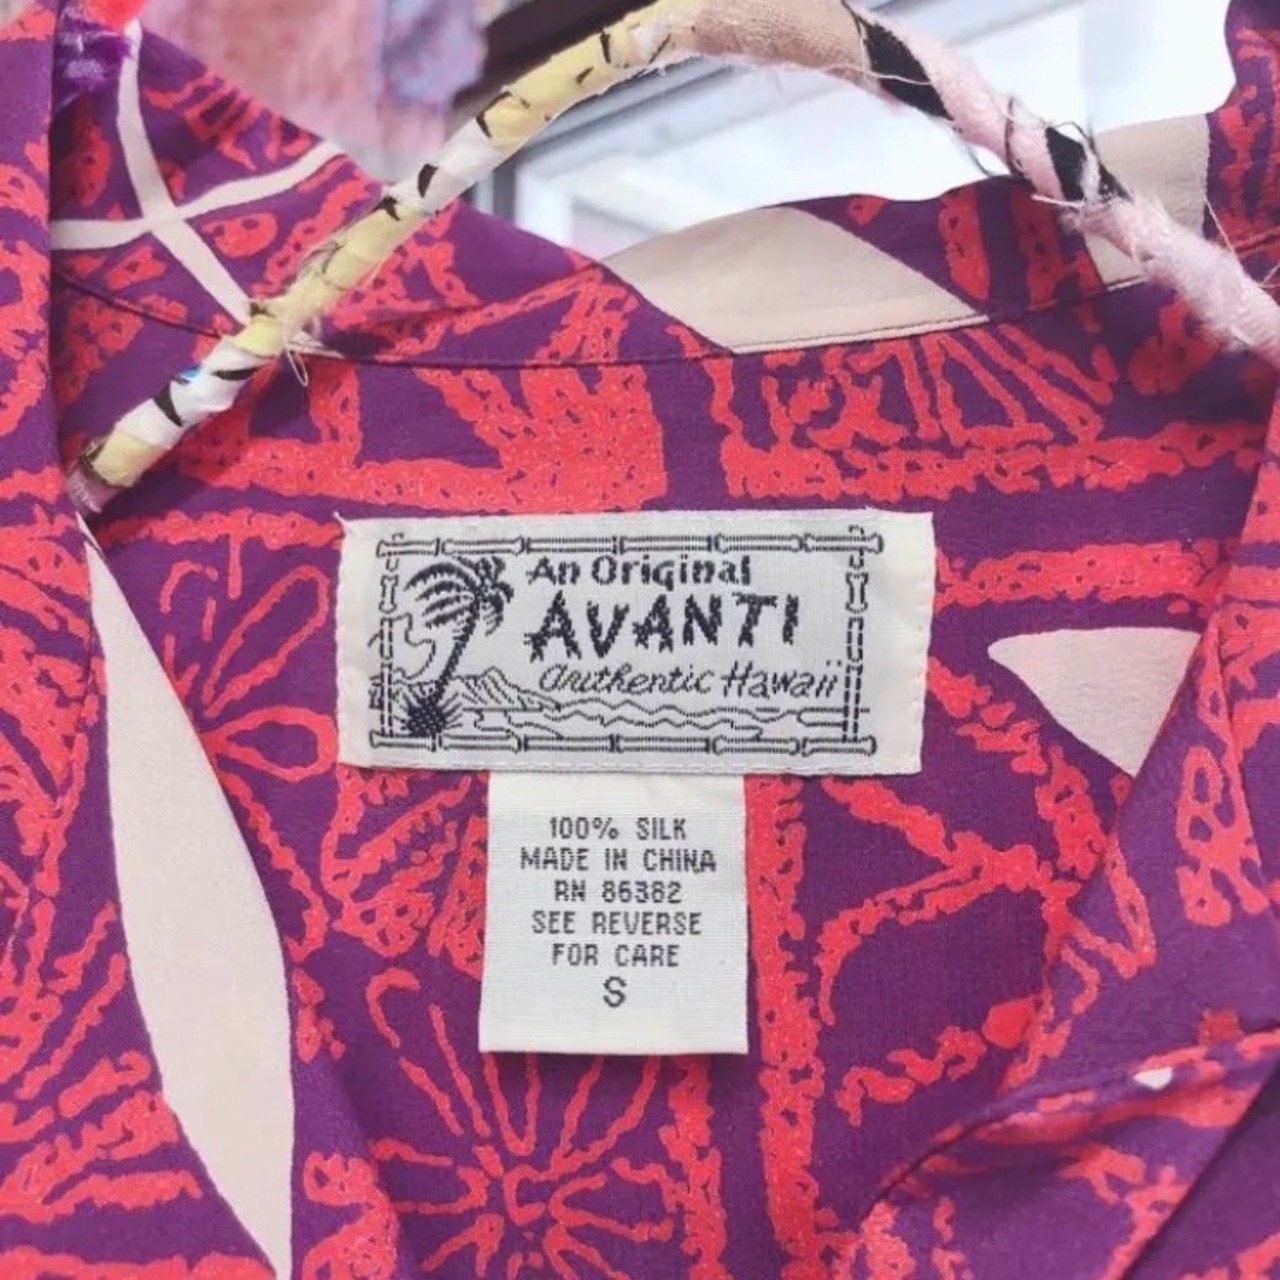 An Original
AVANTI
Authentic Hawaii
100% SILK
MADE IN CHINA
RN 86382
SEE REVERSE
FOR CARE
S